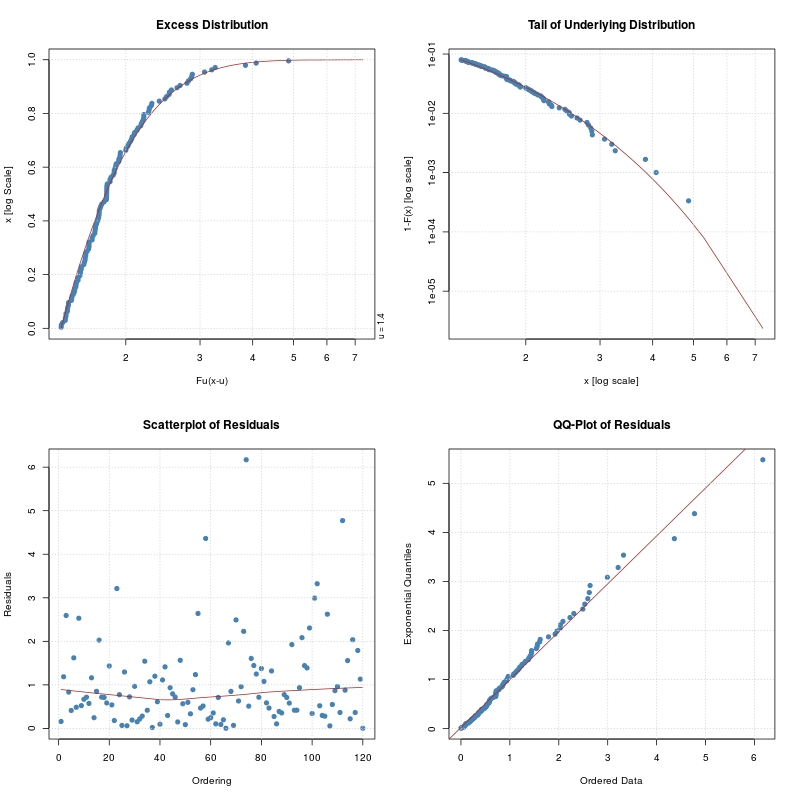 Excess Distribution
x [log Scale]
0.0 0.2 0.4 0.6 0.8 1.0
2 3 4 5 6 7
Fu(x-u)
u = 1.4
Tail of Underlying Distribution
1-F(x) [log scale]
1e-05 1e-04 1e-03 1e-02 1e-01
2 3 4 5 6 7
x [log scale]
Scatterplot of Residuals
Residuals
0 1 2 3 4 5 6
0 20 40 60 80 100 120
Ordering
QQ-Plot of Residuals
Exponential Quantiles
0 1 2 3 4 5
0 1 2 3 4 5 6
Ordered Data